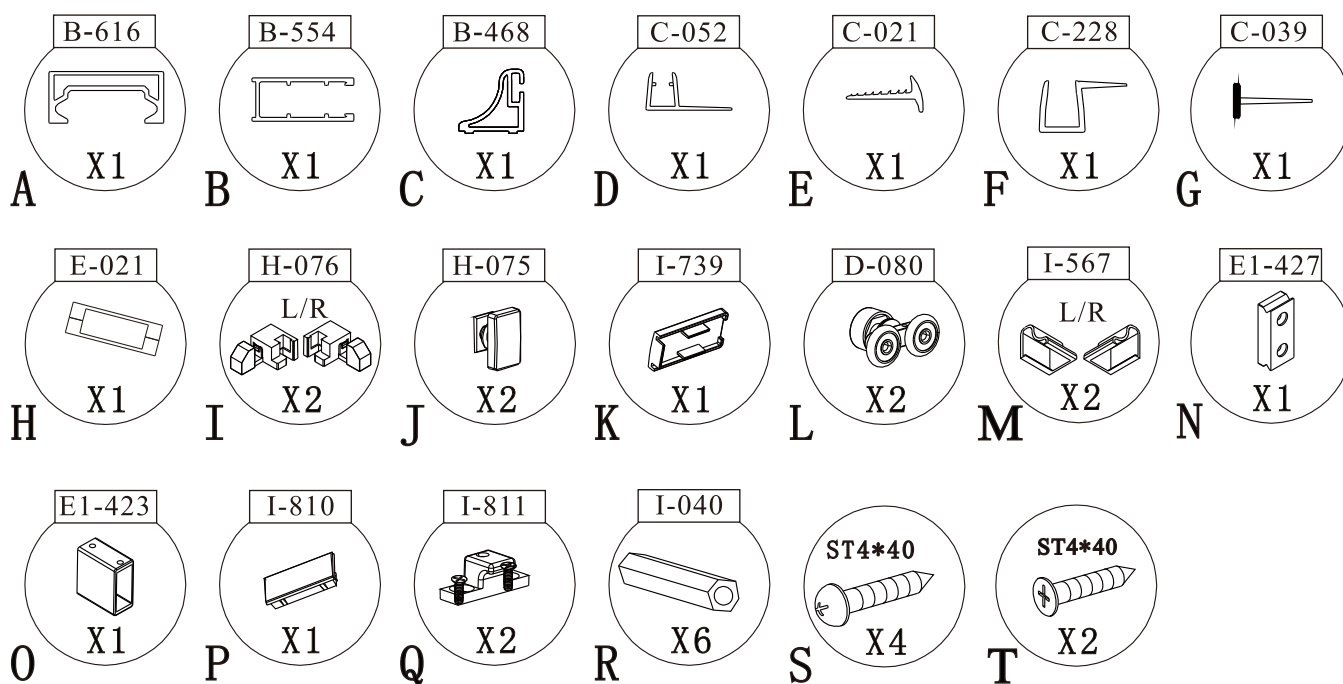 B-616 B-554 B-468 C-052 C-021 C-228 C-039
X1 X1 X1 X1 X1 X1 X1
A B C D E F G
E-021 H-076 H-075 I-739 D-080 I-567 E1-427
L/R L/R
X1 X2 X2 X1 X2 X2 X1
H I J K L M N
E1-423 I-810 I-811 I-040
ST4*40 ST4*40
X1 X1 X2 X6 X4 X2
O P Q R S T